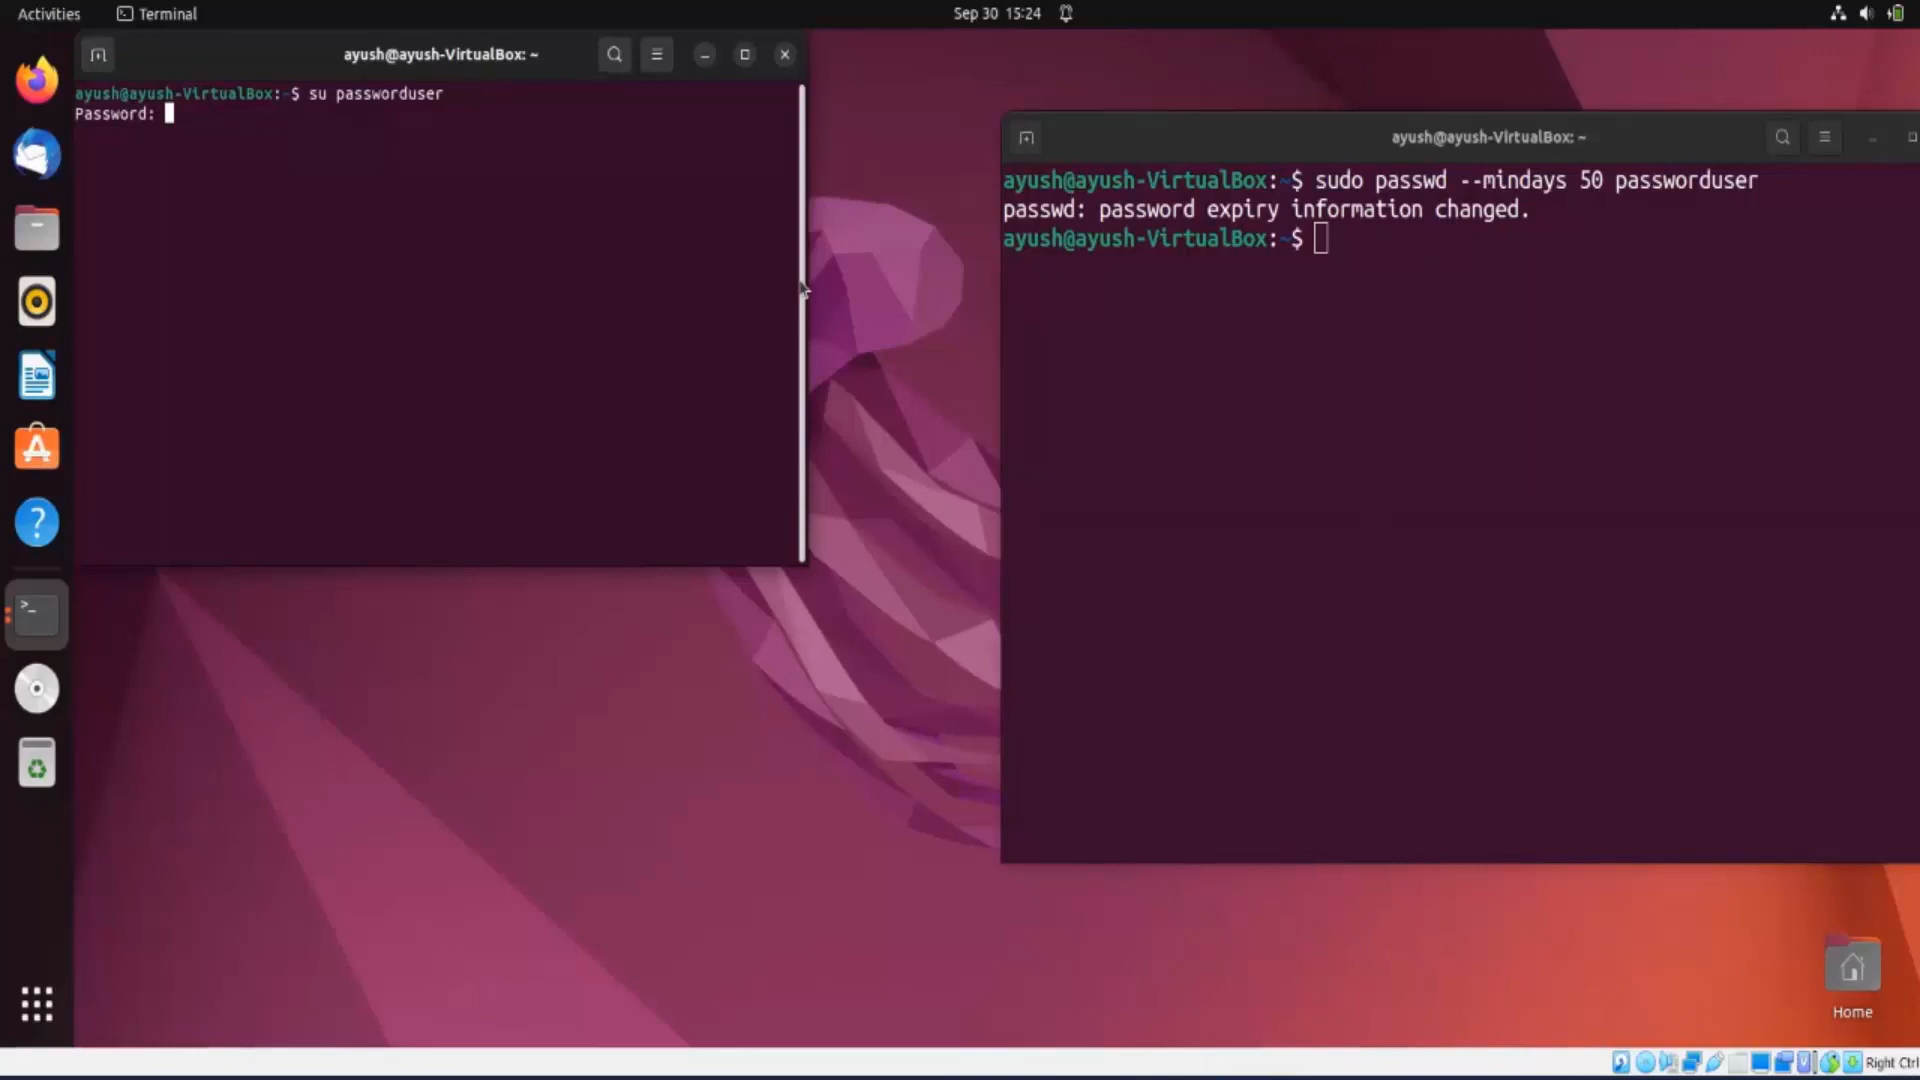 Activities
Terminal
Sep 30 15:24
ayush@ayush-VirtualBox: ~
ayush@ayush-VirtualBox:~$ su passworduser
Password:
ayush@ayush-VirtualBox: ~
ayush@ayush-VirtualBox:~$ sudo passwd --mindays 50 passworduser
passwd: password expiry information changed.
ayush@ayush-VirtualBox:~$
Home
Right Ctrl